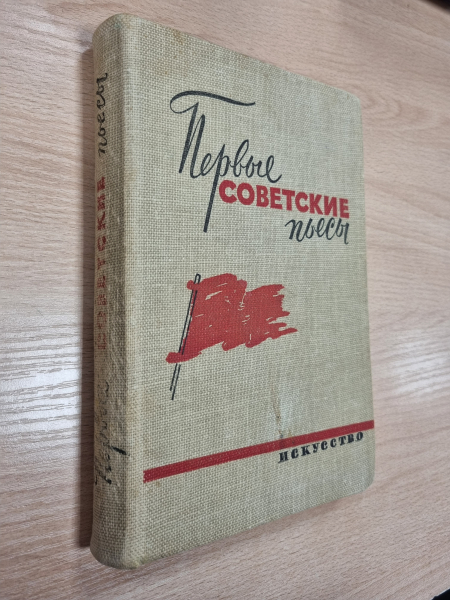 Первые
СОВЕТСКИЕ
пьесы
ИСКУССТВО
Первые СОВЕТСКИЕ пьесы